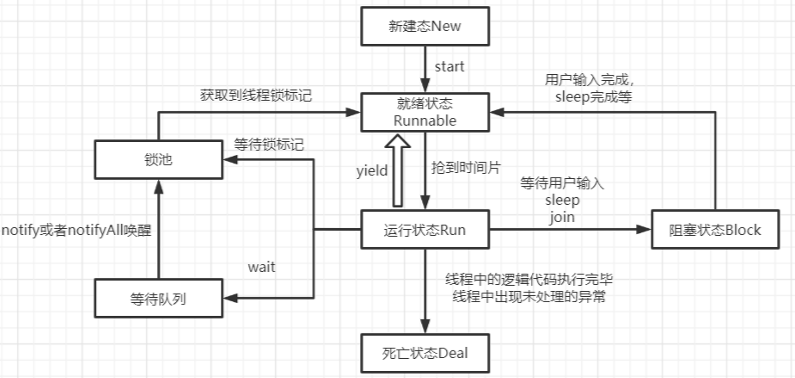 新建态New
start
获取到线程锁标记
就绪状态
Runnable
用户输入完成，
sleep完成等
锁池
等待锁标记
yield
抢到时间片
等待用户输入
sleep
join
notify或者notifyAll唤醒
运行状态Run
阻塞状态Block
wait
等待队列
线程中的逻辑代码执行完毕
线程中出现未处理的异常
死亡状态Deal